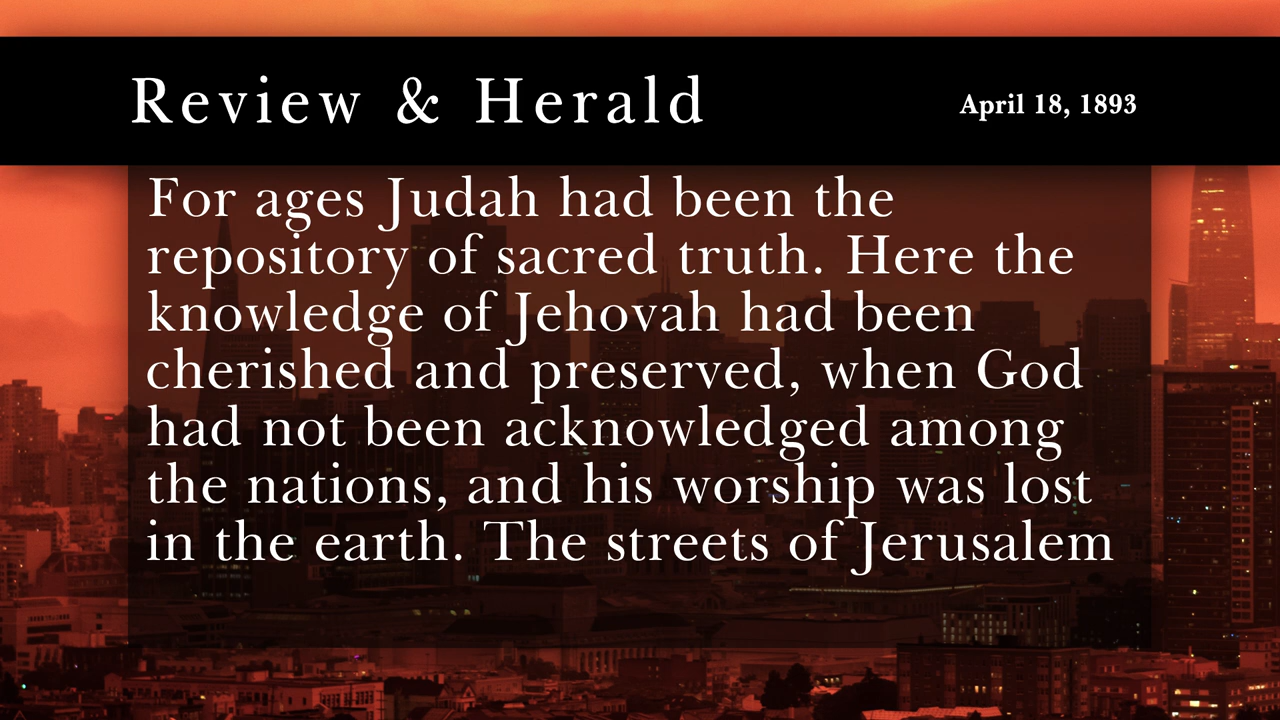 Review & Herald
April 18, 1893
For ages Judah had been the
repository of sacred truth. Here the
knowledge of Jehovah had been
cherished and preserved, when God
had not been acknowledged among
the nations, and his worship was lost
in the earth. The streets of Jerusalem